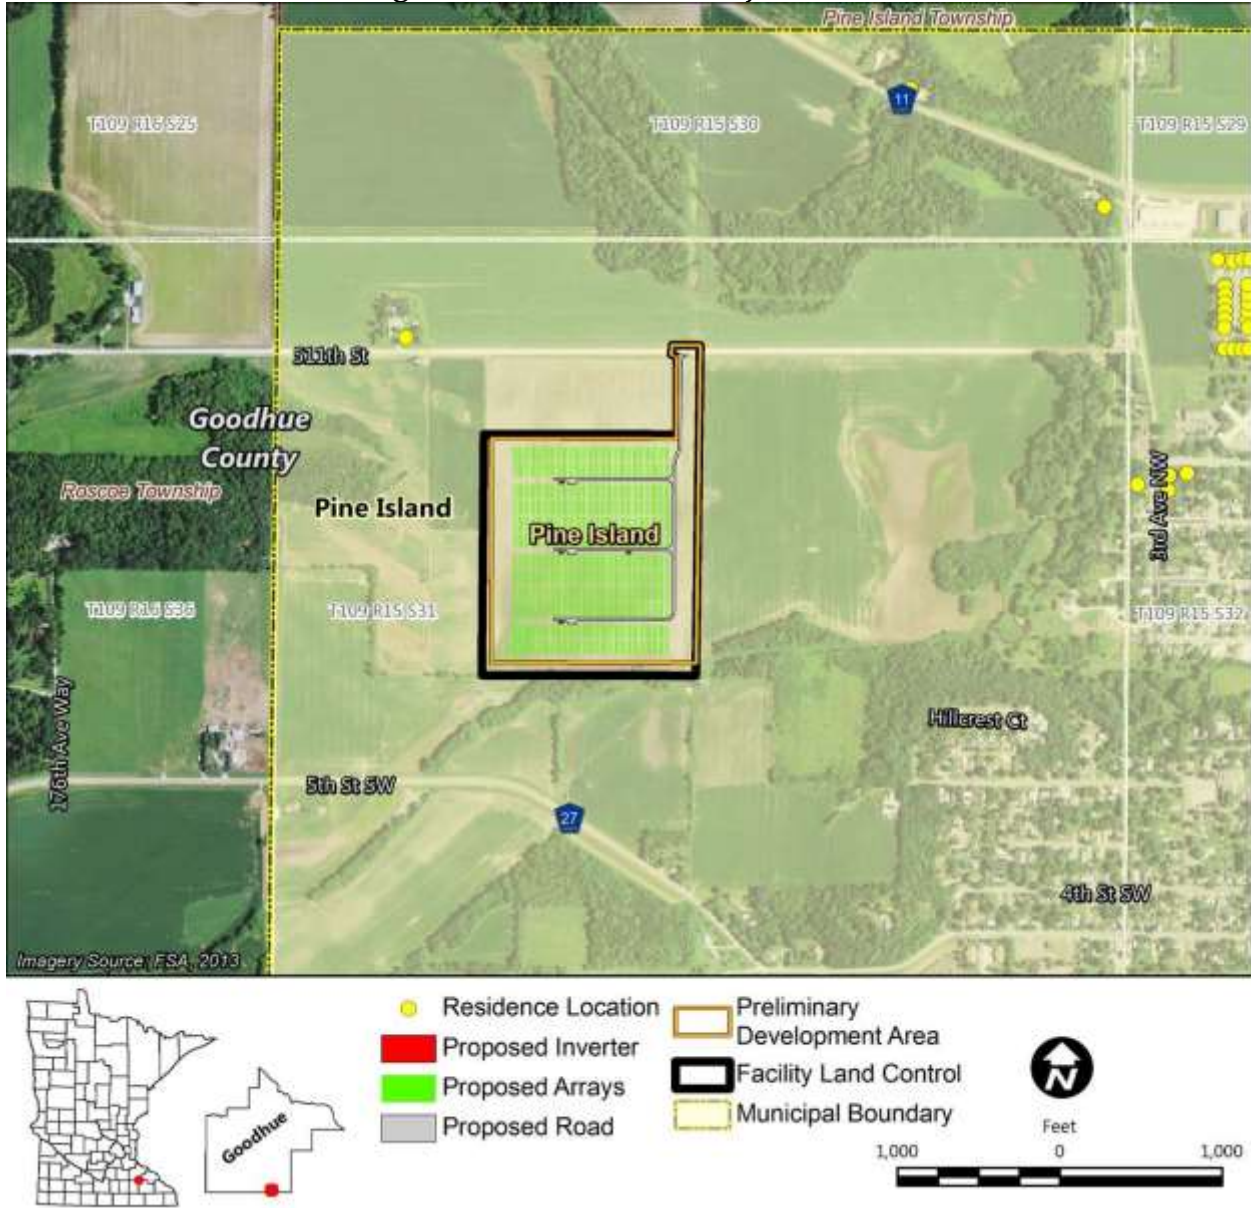 Pine Island Township
11
T109 R16 S25
T109 R15 S30
T109 R15 S29
511th St
Goodhue
County
Roscoe Township
Pine Island
Pine Island
3rd Ave NW
T109 R16 S36
T109 R15 S31
T109 R15 S32
176th Ave Way
Hillcrest Ct
5th St SW
27
4th St SW
Imagery Source: FSA, 2013
Residence Location
Proposed Inverter
Proposed Arrays
Proposed Road
Preliminary
Development Area
Facility Land Control
Municipal Boundary
Goodhue
N
Feet
1,000 0 1,000